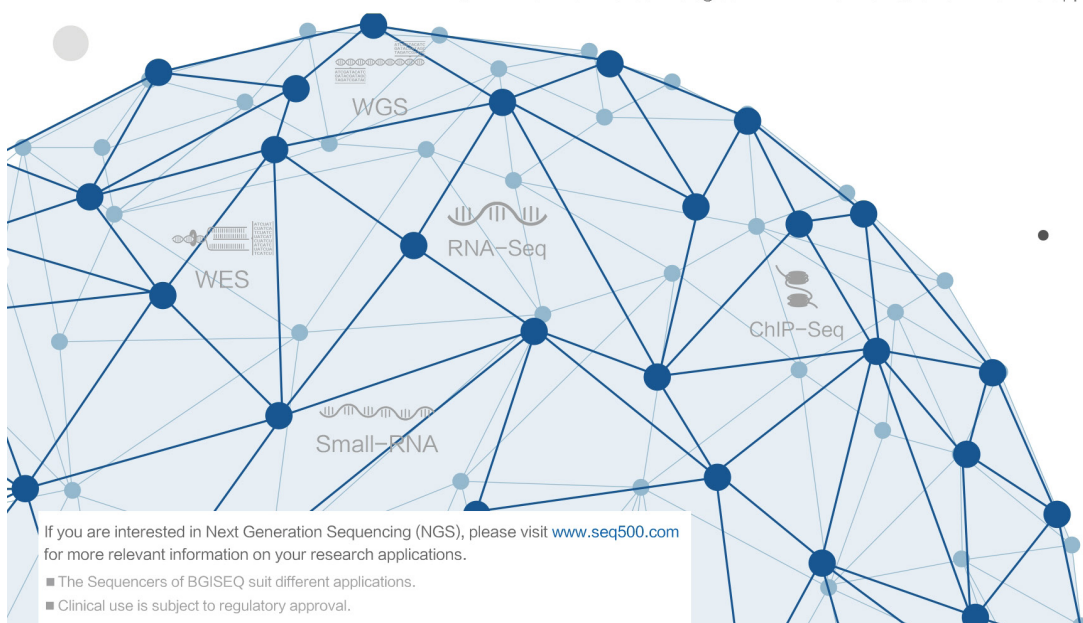 WGS
RNA-Seq
WES
ChIP-Seq
Small-RNA
If you are interested in Next Generation Sequencing (NGS), please visit www.seq500.com
for more relevant information on your research applications.
■ The Sequencers of BGISEQ suit different applications.
■ Clinical use is subject to regulatory approval.